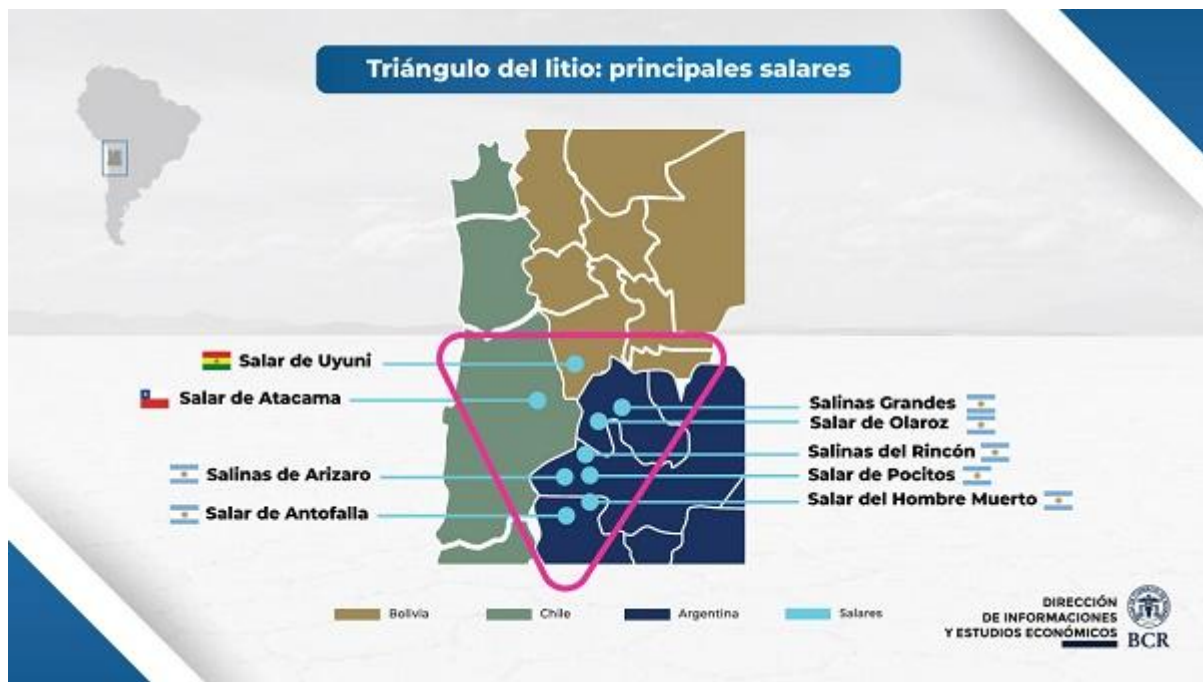 Triángulo del litio: principales salares
Salar de Uyuni
Salar de Atacama
Salinas de Arizaro
Salar de Antofalla
Salinas Grandes
Salar de Olaroz
Salinas del Rincón
Salar de Pocitos
Salar del Hombre Muerto
Bolivia
Chile
Argentina
Salares
DIRECCIÓN
DE INFORMACIONES
Y ESTUDIOS ECONÓMICOS
BCR